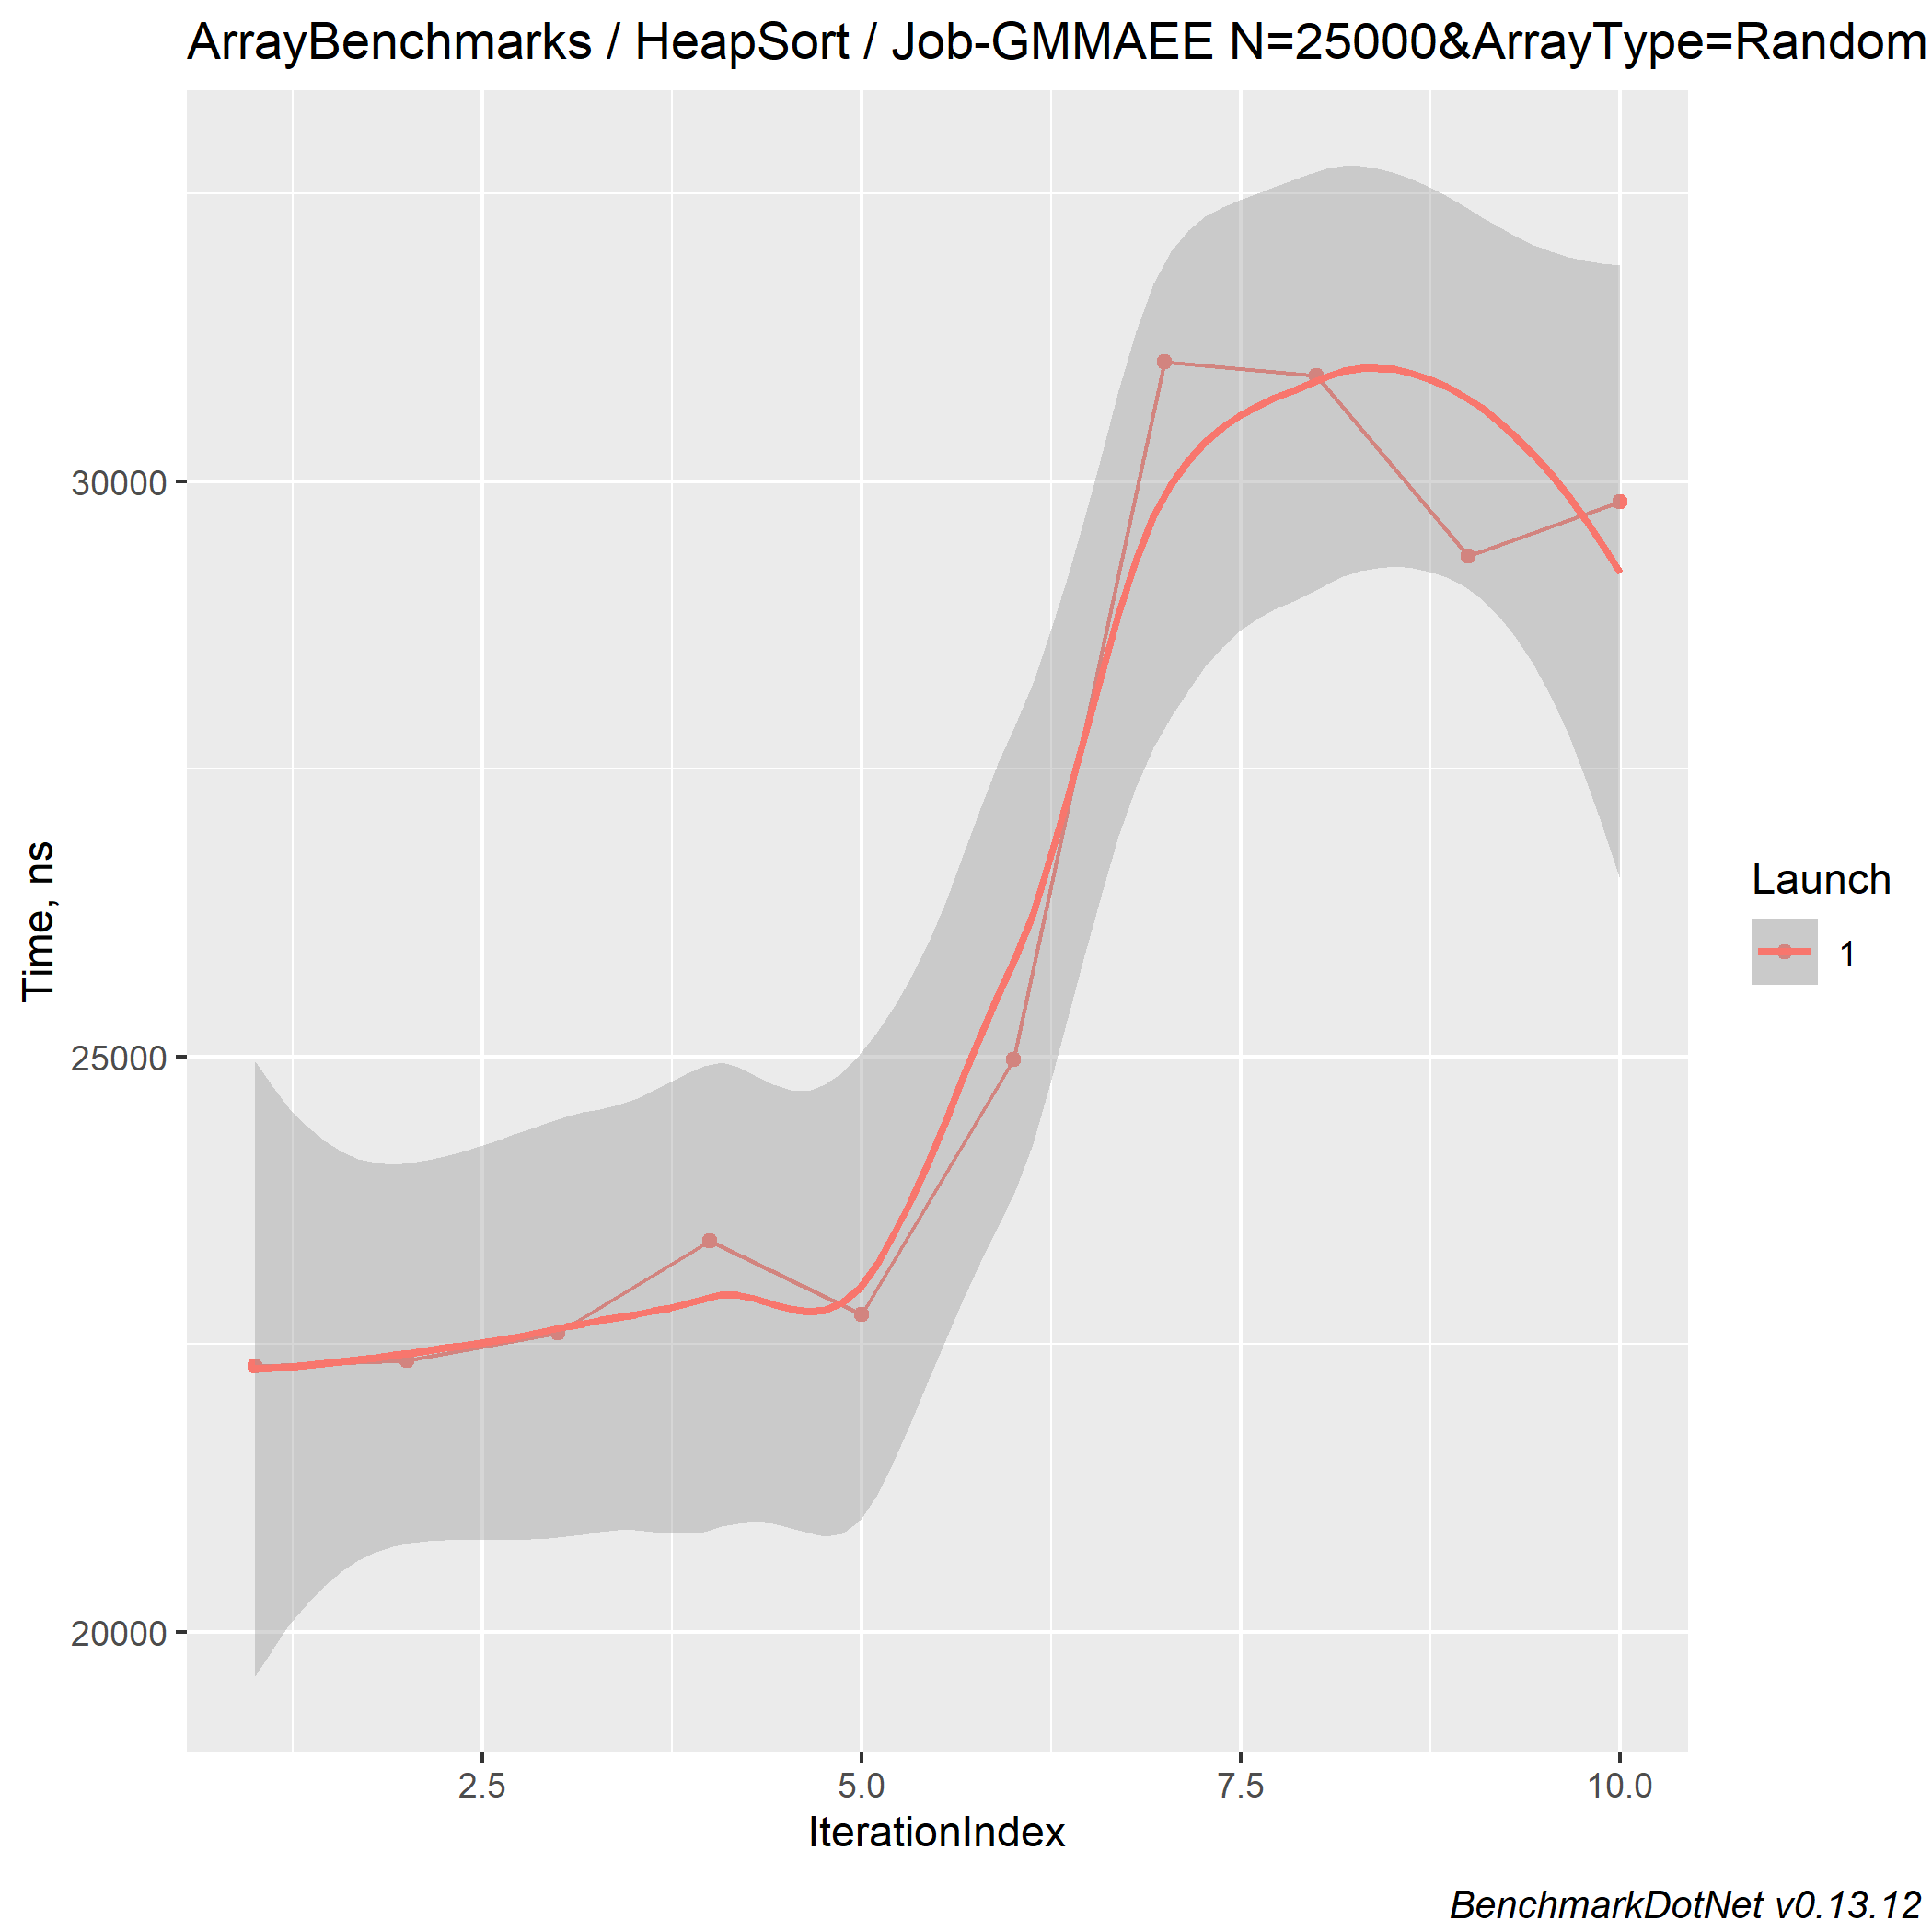 ArrayBenchmarks / HeapSort / Job-GMMAEE N=25000&ArrayType=Random
30000
25000
20000
Time, ns
2.5 5.0 7.5 10.0
IterationIndex
Launch
1
BenchmarkDotNet v0.13.12